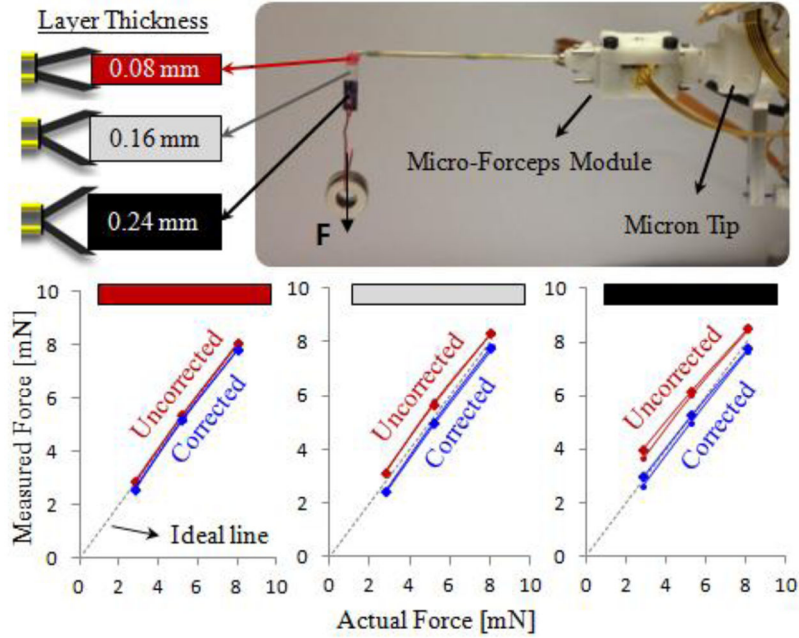 Layer Thickness
0.08 mm
0.16 mm
0.24 mm
Micro-Forceps Module
Micron Tip
F
Measured Force [mN]
10
8
6
4
2
0
Uncorrected
Corrected
Ideal line
0 2 4 6 8 10
10
8
6
4
2
0
Uncorrected
Corrected
0 2 4 6 8 10
10
8
6
4
2
0
Uncorrected
Corrected
0 2 4 6 8 10
Actual Force [mN]